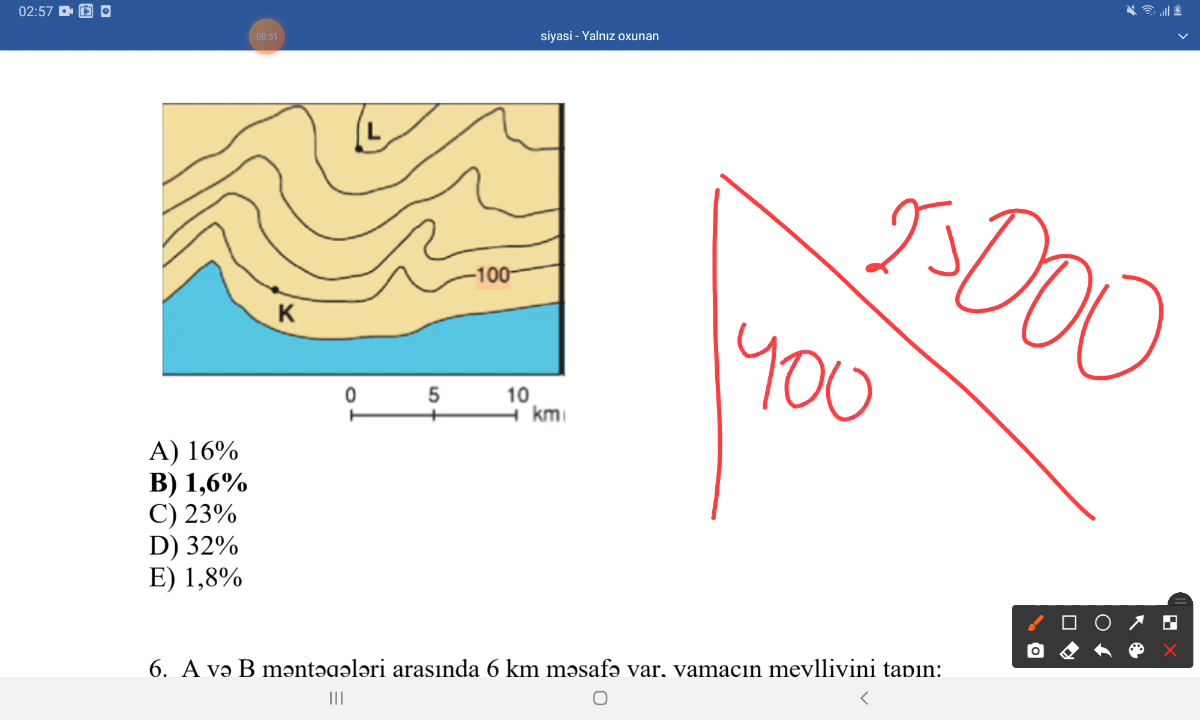 02:57
08:51
siyasi - Yalnız oxunan
L
100
K
0 5 10
km
A) 16%
B) 1,6%
C) 23%
D) 32%
E) 1,8%
25000
400
6. A və B məntəqələri arasında 6 km məsafə var, yamacın meyilliyini tapın: